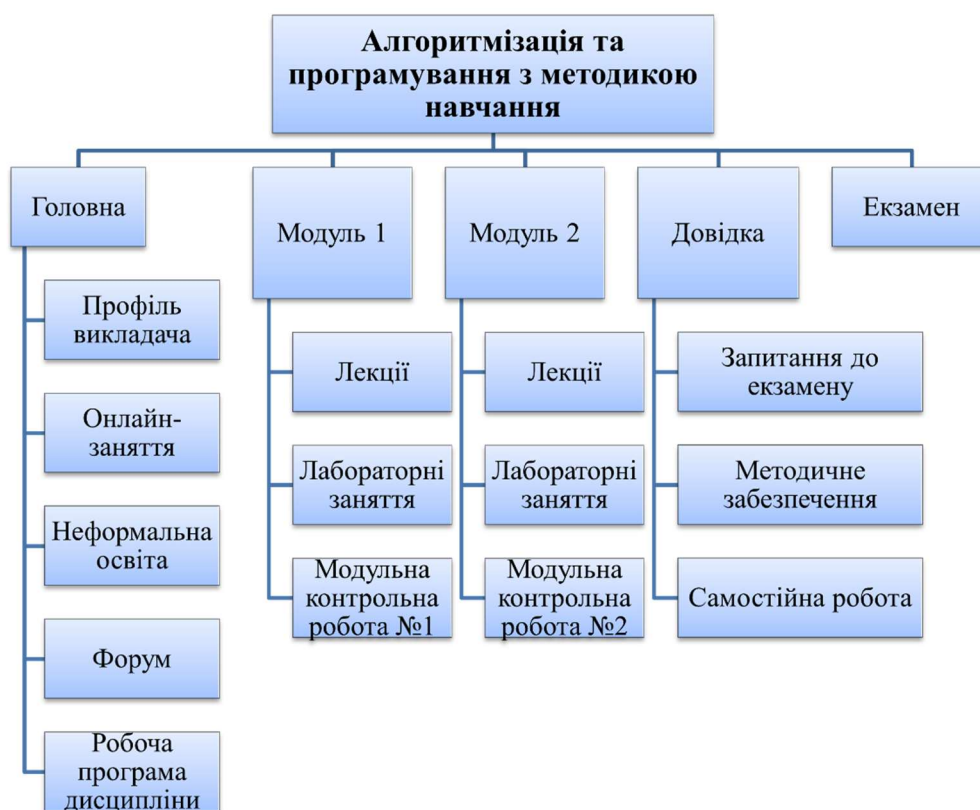 Алгоритмізація та
програмування з методикою
навчання
Головна
Модуль 1
Модуль 2
Довідка
Екзамен
Профіль
викладача
Онлайн-
заняття
Неформальна
освіта
Форум
Робоча
програма
дисципліни
Лекції
Лабораторні
заняття
Модульна
контрольна
робота №1
Лекції
Лабораторні
заняття
Модульна
контрольна
робота №2
Запитання до
екзамену
Методичне
забезпечення
Самостійна робота